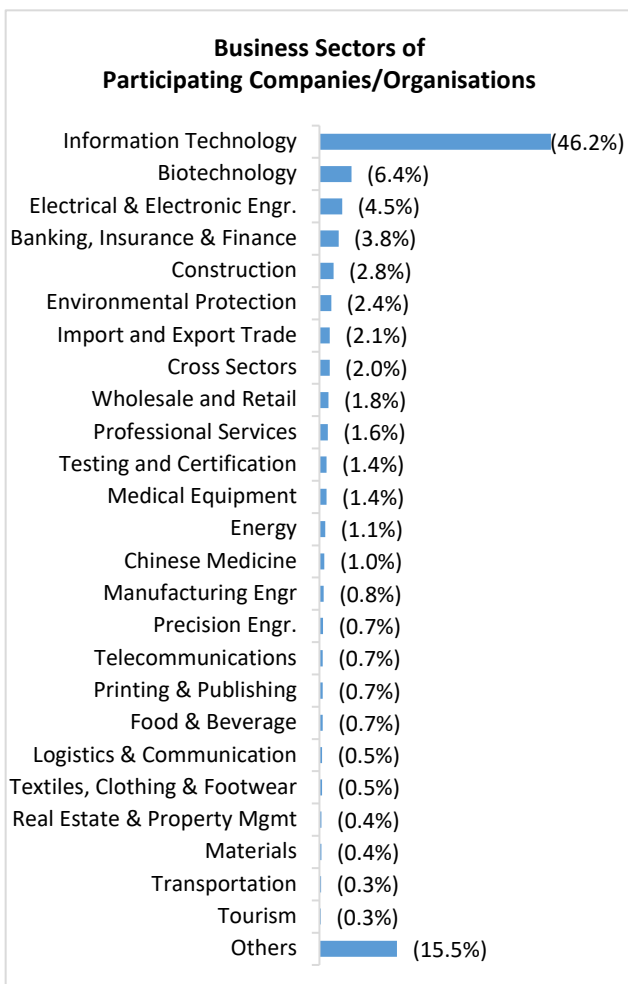 Business Sectors of
Participating Companies/Organisations
Information Technology (46.2%)
Biotechnology (6.4%)
Electrical & Electronic Engr. (4.5%)
Banking, Insurance & Finance (3.8%)
Construction (2.8%)
Environmental Protection (2.4%)
Import and Export Trade (2.1%)
Cross Sectors (2.0%)
Wholesale and Retail (1.8%)
Professional Services (1.6%)
Testing and Certification (1.4%)
Medical Equipment (1.4%)
Energy (1.1%)
Chinese Medicine (1.0%)
Manufacturing Engr (0.8%)
Precision Engr. (0.7%)
Telecommunications (0.7%)
Printing & Publishing (0.7%)
Food & Beverage (0.7%)
Logistics & Communication (0.5%)
Textiles, Clothing & Footwear (0.5%)
Real Estate & Property Mgmt (0.4%)
Materials (0.4%)
Transportation (0.3%)
Tourism (0.3%)
Others (15.5%)